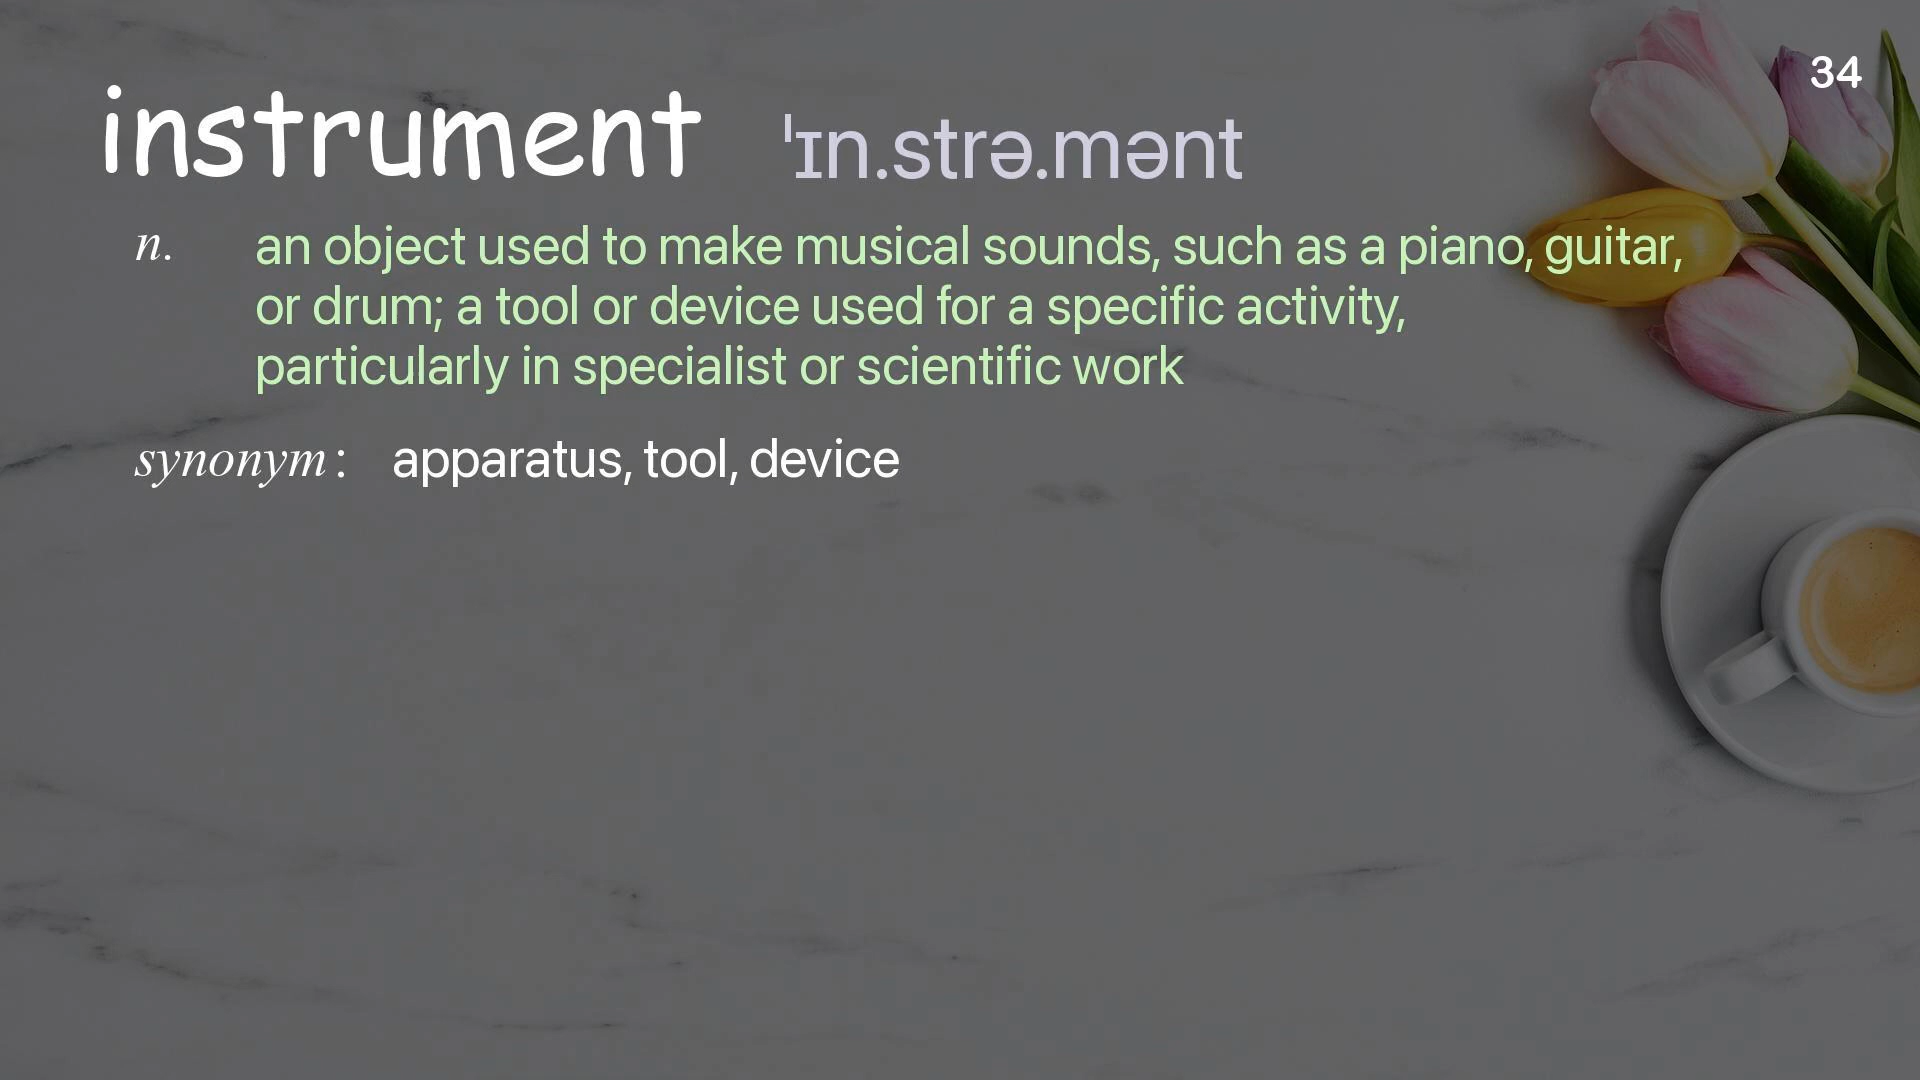 34
instrument ˈɪn.strə.mənt
n. an object used to make musical sounds, such as a piano, guitar,
or drum; a tool or device used for a specific activity,
particularly in specialist or scientific work
synonym : apparatus, tool, device